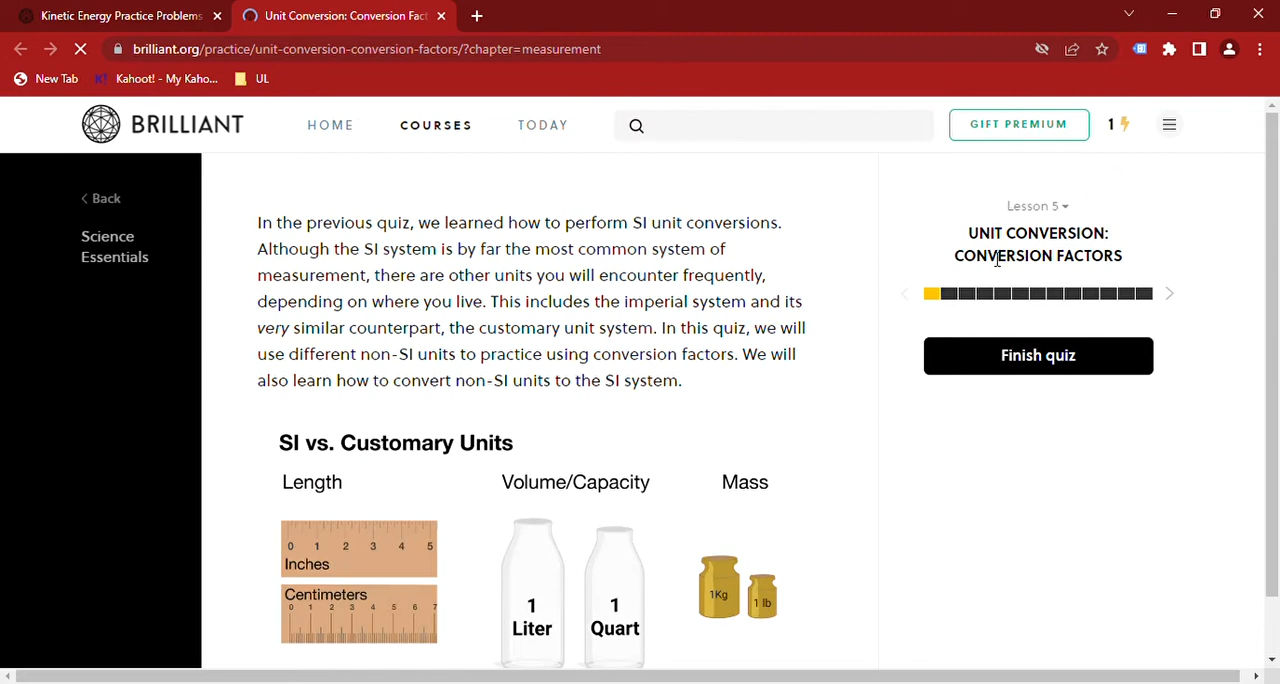 Kinetic Energy Practice Problems
Unit Conversion: Conversion Fact
brilliant.org/practice/unit-conversion-conversion-factors/?chapter=measurement
New Tab
Kahoot! - My Kaho...
UL
BRILLIANT
HOME
COURSES
TODAY
GIFT PREMIUM
1
Back
Science
Essentials
In the previous quiz, we learned how to perform SI unit conversions.
Although the SI system is by far the most common system of
measurement, there are other units you will encounter frequently,
depending on where you live. This includes the imperial system and its
very similar counterpart, the customary unit system. In this quiz, we will
use different non-SI units to practice using conversion factors. We will
also learn how to convert non-SI units to the SI system.
Lesson 5
UNIT CONVERSION:
CONVERSION FACTORS
Finish quiz
SI vs. Customary Units
Length
Volume/Capacity
Mass
0 1 2 3 4 5
Inches
Centimeters
0 1 2 3 4 5 6 7
1
Liter
1
Quart
1Kg
1 lb